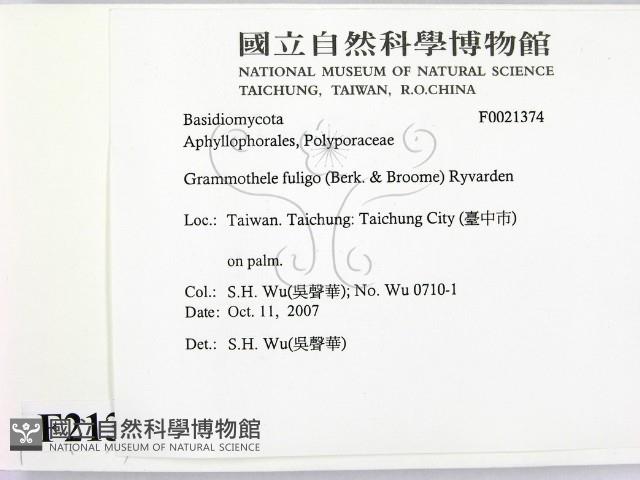 國立自然科學博物館
NATIONAL MUSEUM OF NATURAL SCIENCE
TAICHUNG, TAIWAN, R.O.CHINA
Basidiomycota F0021374
Aphyllophorales, Polyporaceae
Grammothele fuligo (Berk. & Broome) Ryvarden
Loc.: Taiwan. Taichung: Taichung City (臺中市)
on palm.
Col.: S.H. Wu(吳聲華); No. Wu 0710-1
Date: Oct. 11, 2007
Det.: S.H. Wu(吳聲華)
國立自然科學博物館
NATIONAL MUSEUM OF NATURAL SCIENCE